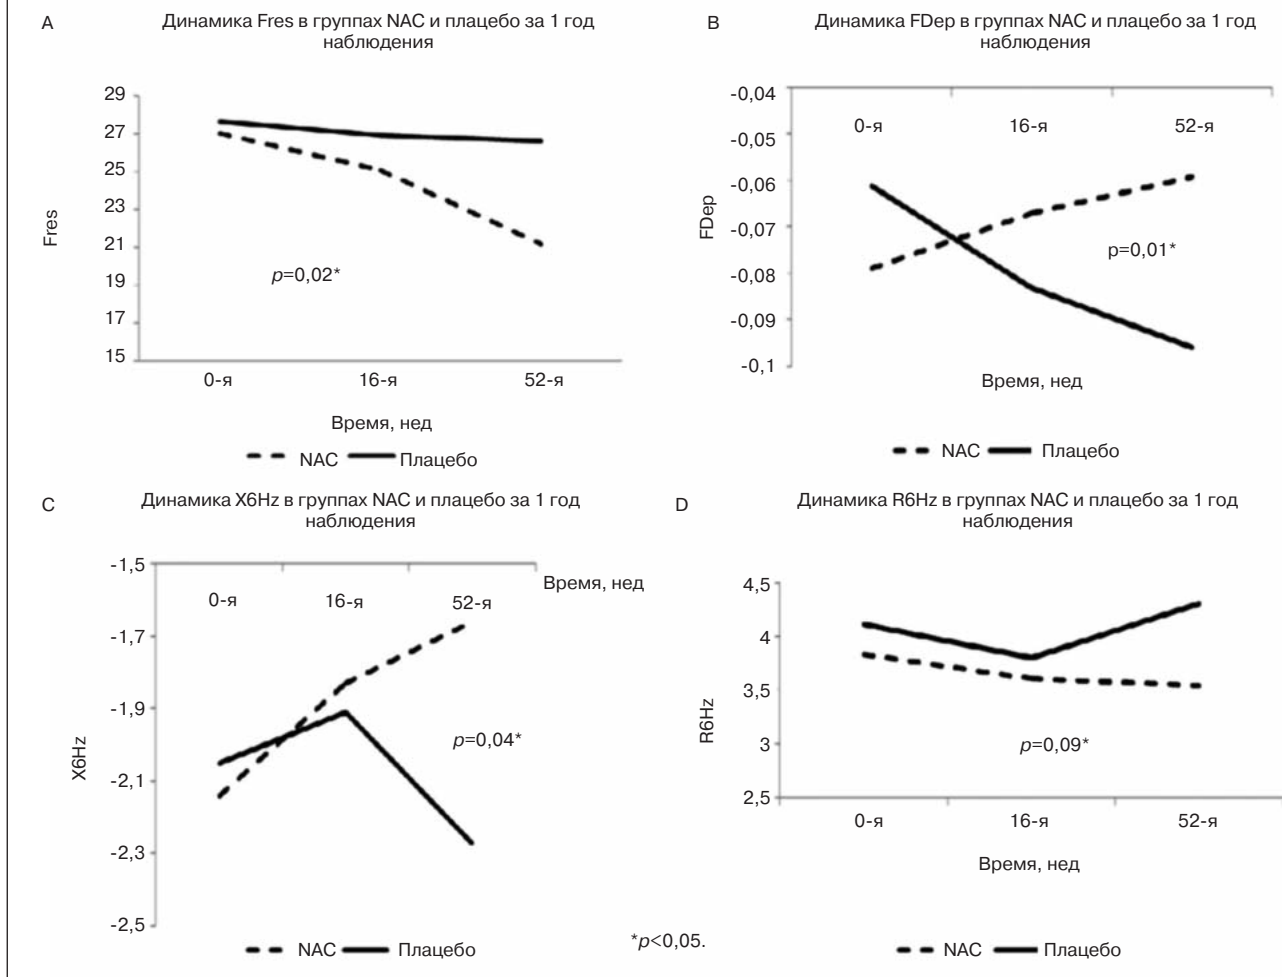 A
Динамика Fres в группах NAC и плацебо за 1 год
наблюдения
29
27
25
23
21
19
17
15
Fres
p=0,02*
0-я 16-я 52-я
Время, нед
NAC Плацебо
B
Динамика FDep в группах NAC и плацебо за 1 год
наблюдения
-0,04
-0,05
-0,06
-0,07
-0,08
-0,09
-0,1
FDep
0-я 16-я 52-я
p=0,01*
Время, нед
NAC Плацебо
C
Динамика X6Hz в группах NAC и плацебо за 1 год
наблюдения
-1,5
-1,7
-1,9
-2,1
-2,3
-2,5
X6Hz
Время, нед
0-я 16-я 52-я
p=0,04*
NAC Плацебо
D
Динамика R6Hz в группах NAC и плацебо за 1 год
наблюдения
4,5
4
3,5
3
2,5
R6Hz
p=0,09*
0-я 16-я 52-я
Время, нед
NAC Плацебо
*p<0,05.